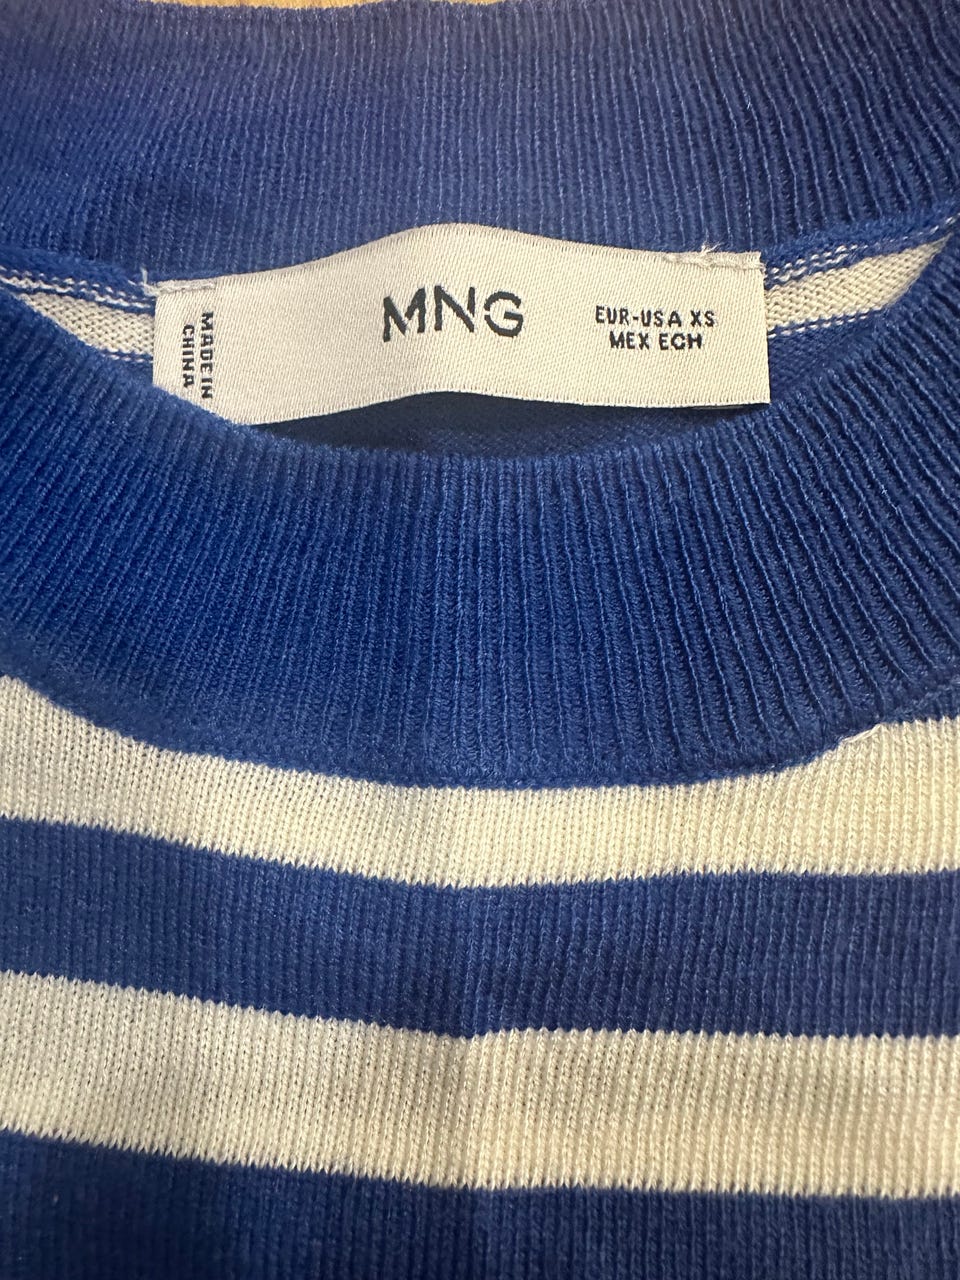 MNG
EUR-USA XS
MEX ECH
MADE IN
CHINA